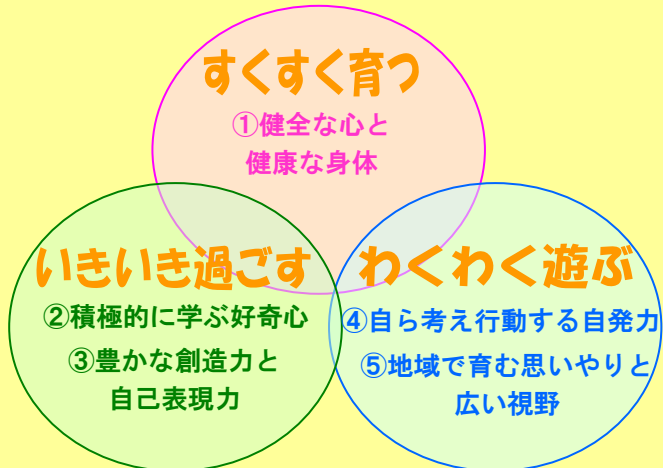 すくすく育つ
①健全な心と
健康な身体
いきいき過ごす
②積極的に学ぶ好奇心
③豊かな創造力と
自己表現力
わくわく遊ぶ
④自ら考え行動する自発力
⑤地域で育む思いやりと
広い視野